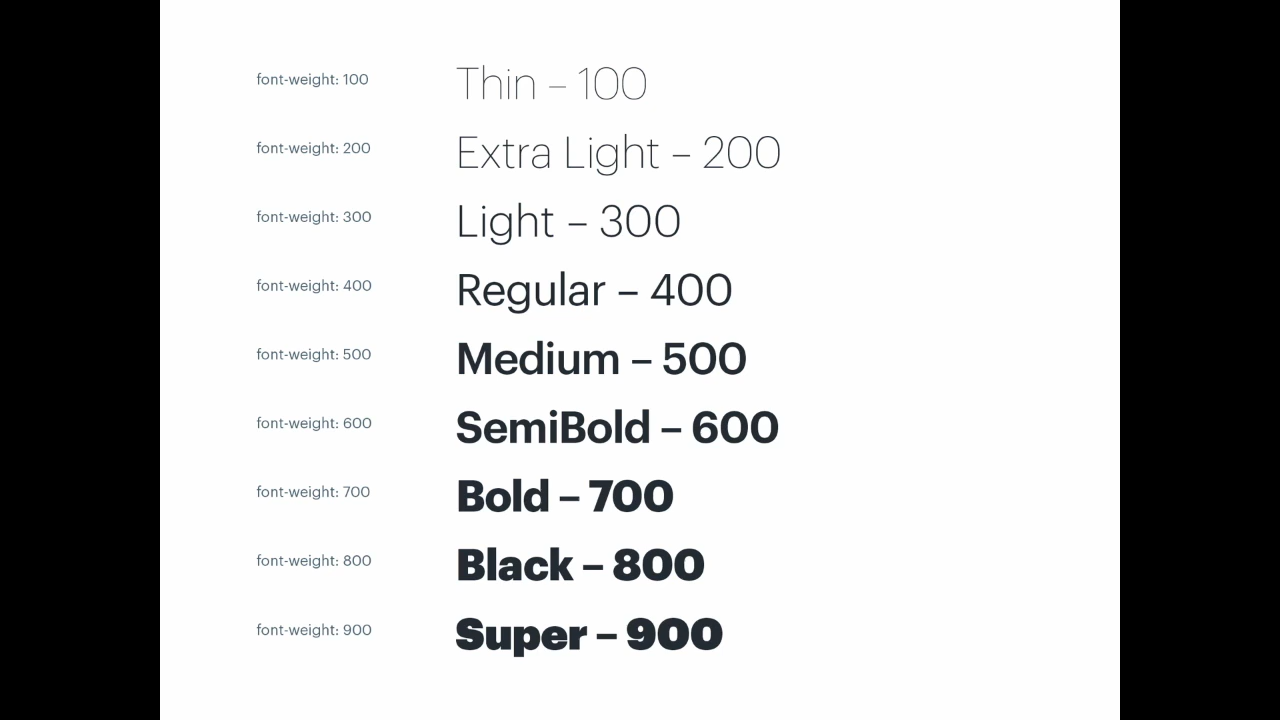 font-weight: 100 Thin – 100
font-weight: 200 Extra Light – 200
font-weight: 300 Light – 300
font-weight: 400 Regular – 400
font-weight: 500 Medium – 500
font-weight: 600 SemiBold – 600
font-weight: 700 Bold – 700
font-weight: 800 Black – 800
font-weight: 900 Super – 900